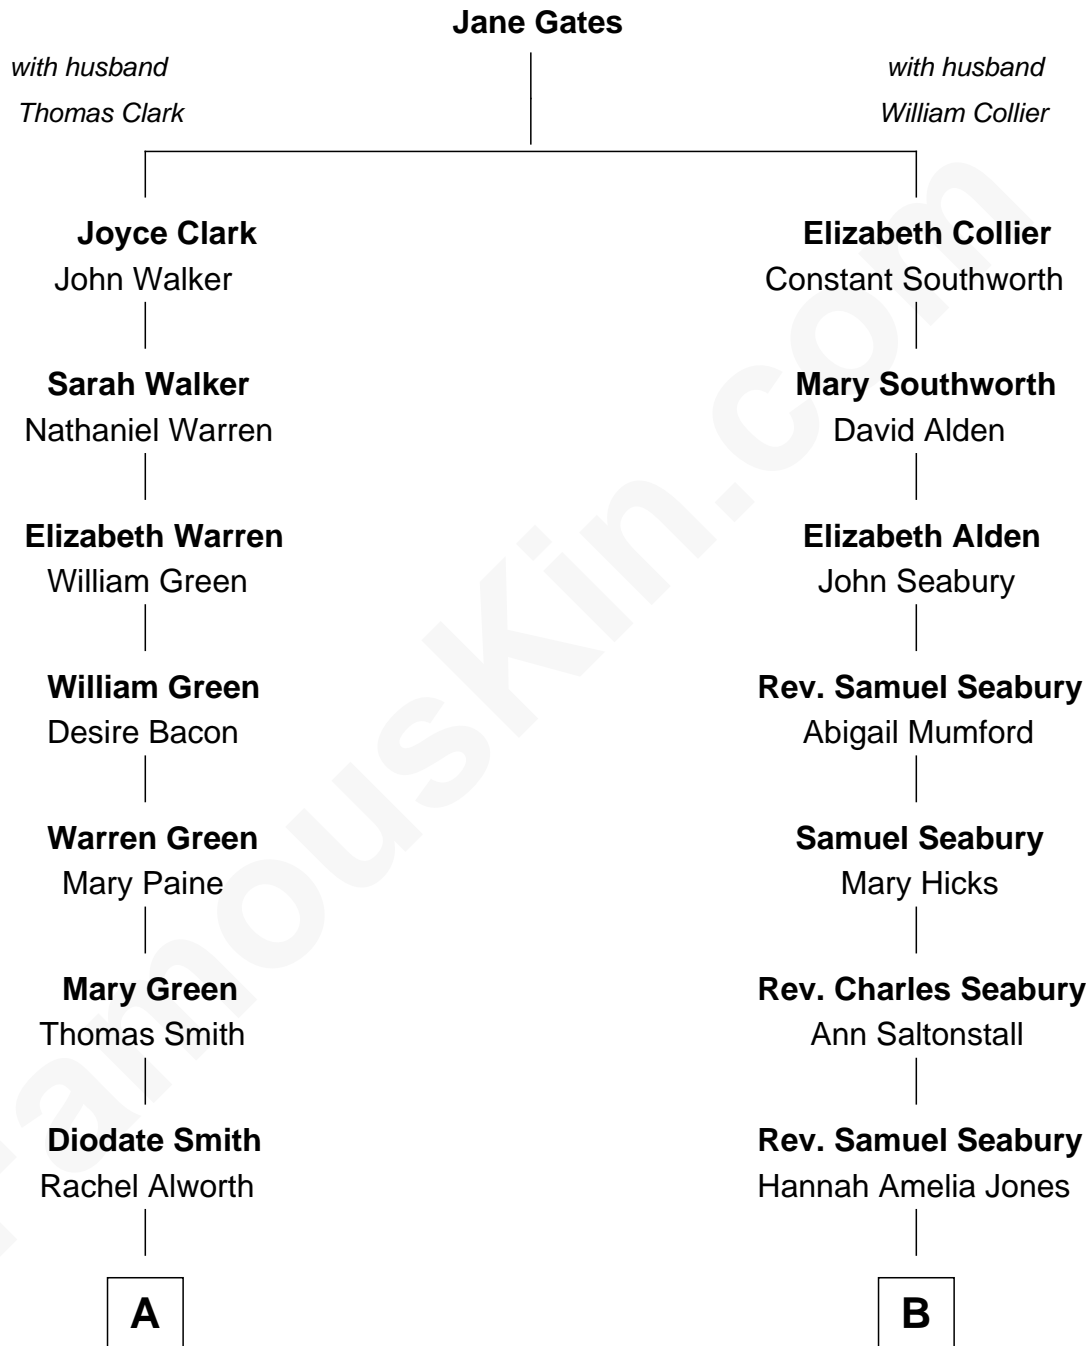 Jane Gates
with husband
Thomas Clark
with husband
William Collier
Joyce Clark
John Walker
Sarah Walker
Nathaniel Warren
Elizabeth Warren
William Green
William Green
Desire Bacon
Warren Green
Mary Paine
Mary Green
Thomas Smith
Diodate Smith
Rachel Alworth
A
Elizabeth Collier
Constant Southworth
Mary Southworth
David Alden
Elizabeth Alden
John Seabury
Rev. Samuel Seabury
Abigail Mumford
Samuel Seabury
Mary Hicks
Rev. Charles Seabury
Ann Saltonstall
Rev. Samuel Seabury
Hannah Amelia Jones
B
FamousKin.com